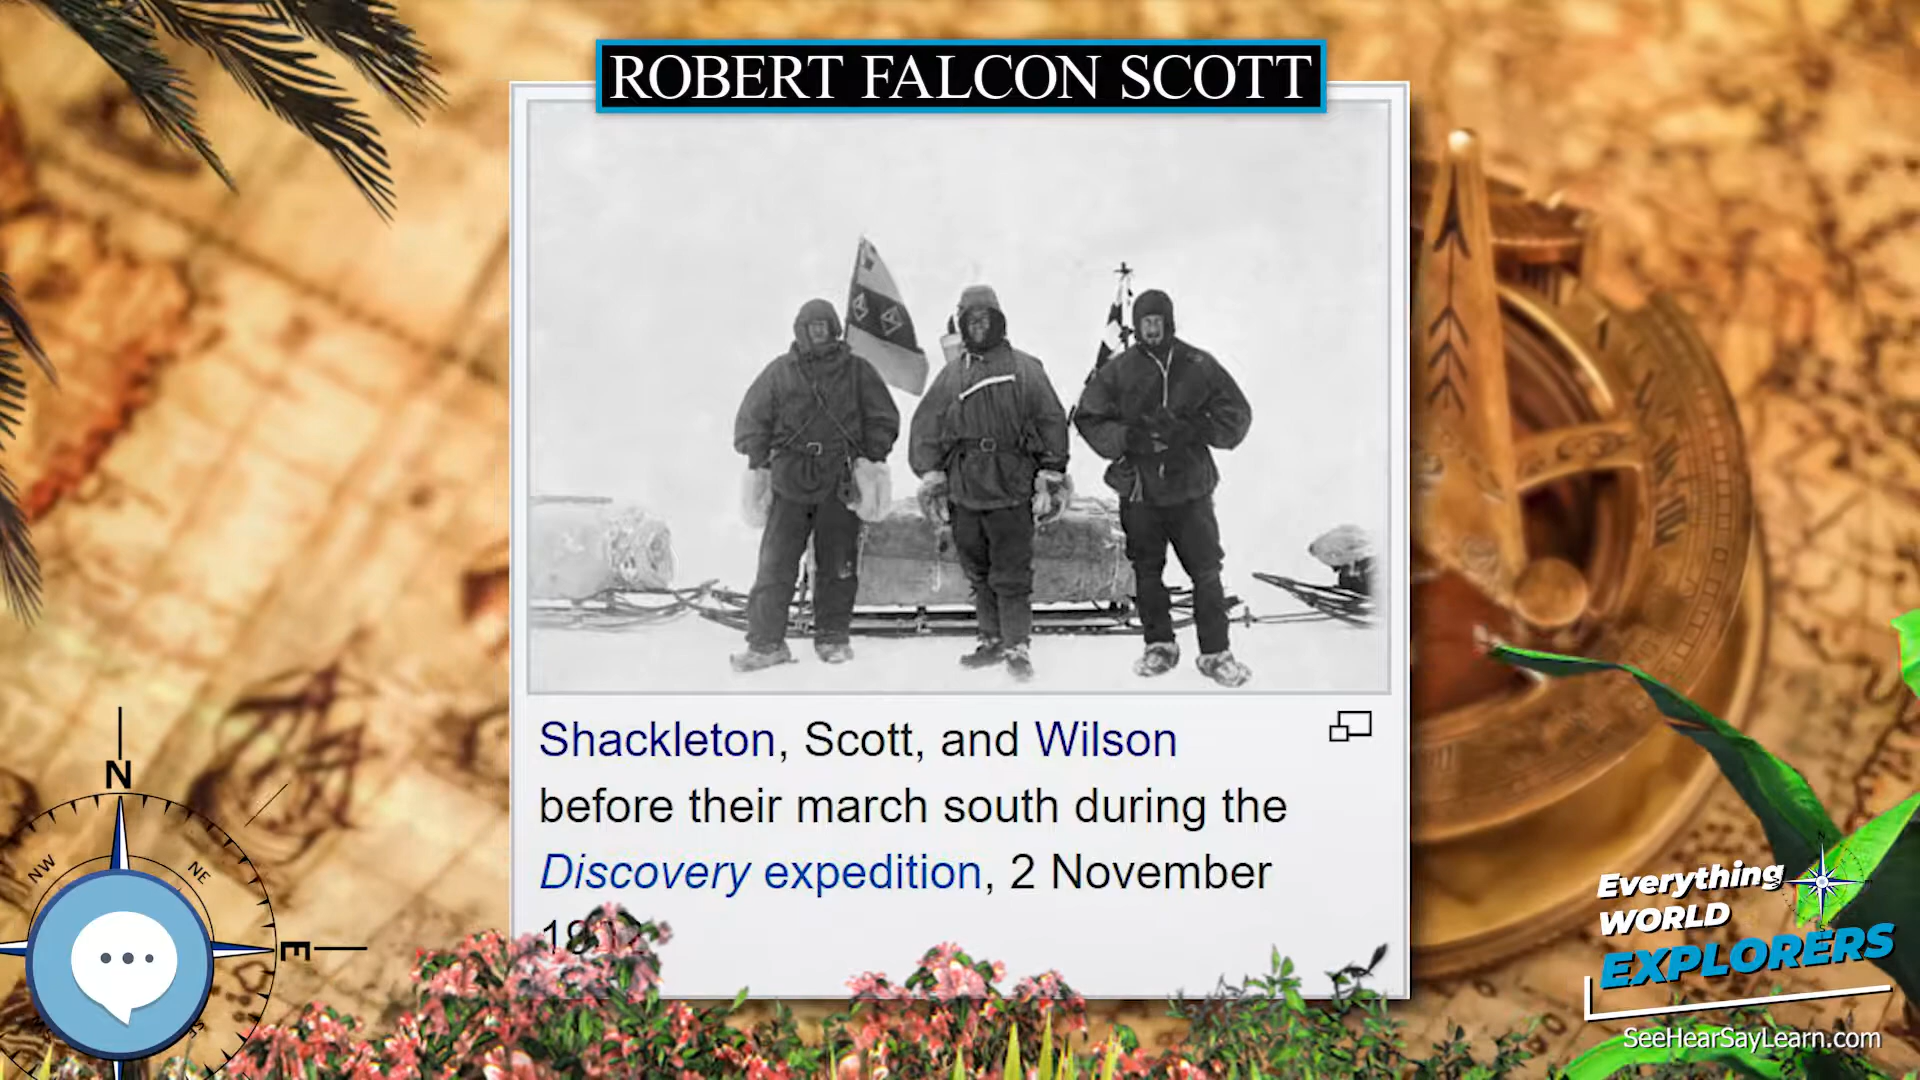 ROBERT FALCON SCOTT
Shackleton, Scott, and Wilson
before their march south during the
Discovery expedition, 2 November
N
NW
NE
E
Everything
WORLD
EXPLORERS
SeeHearSayLearn.com